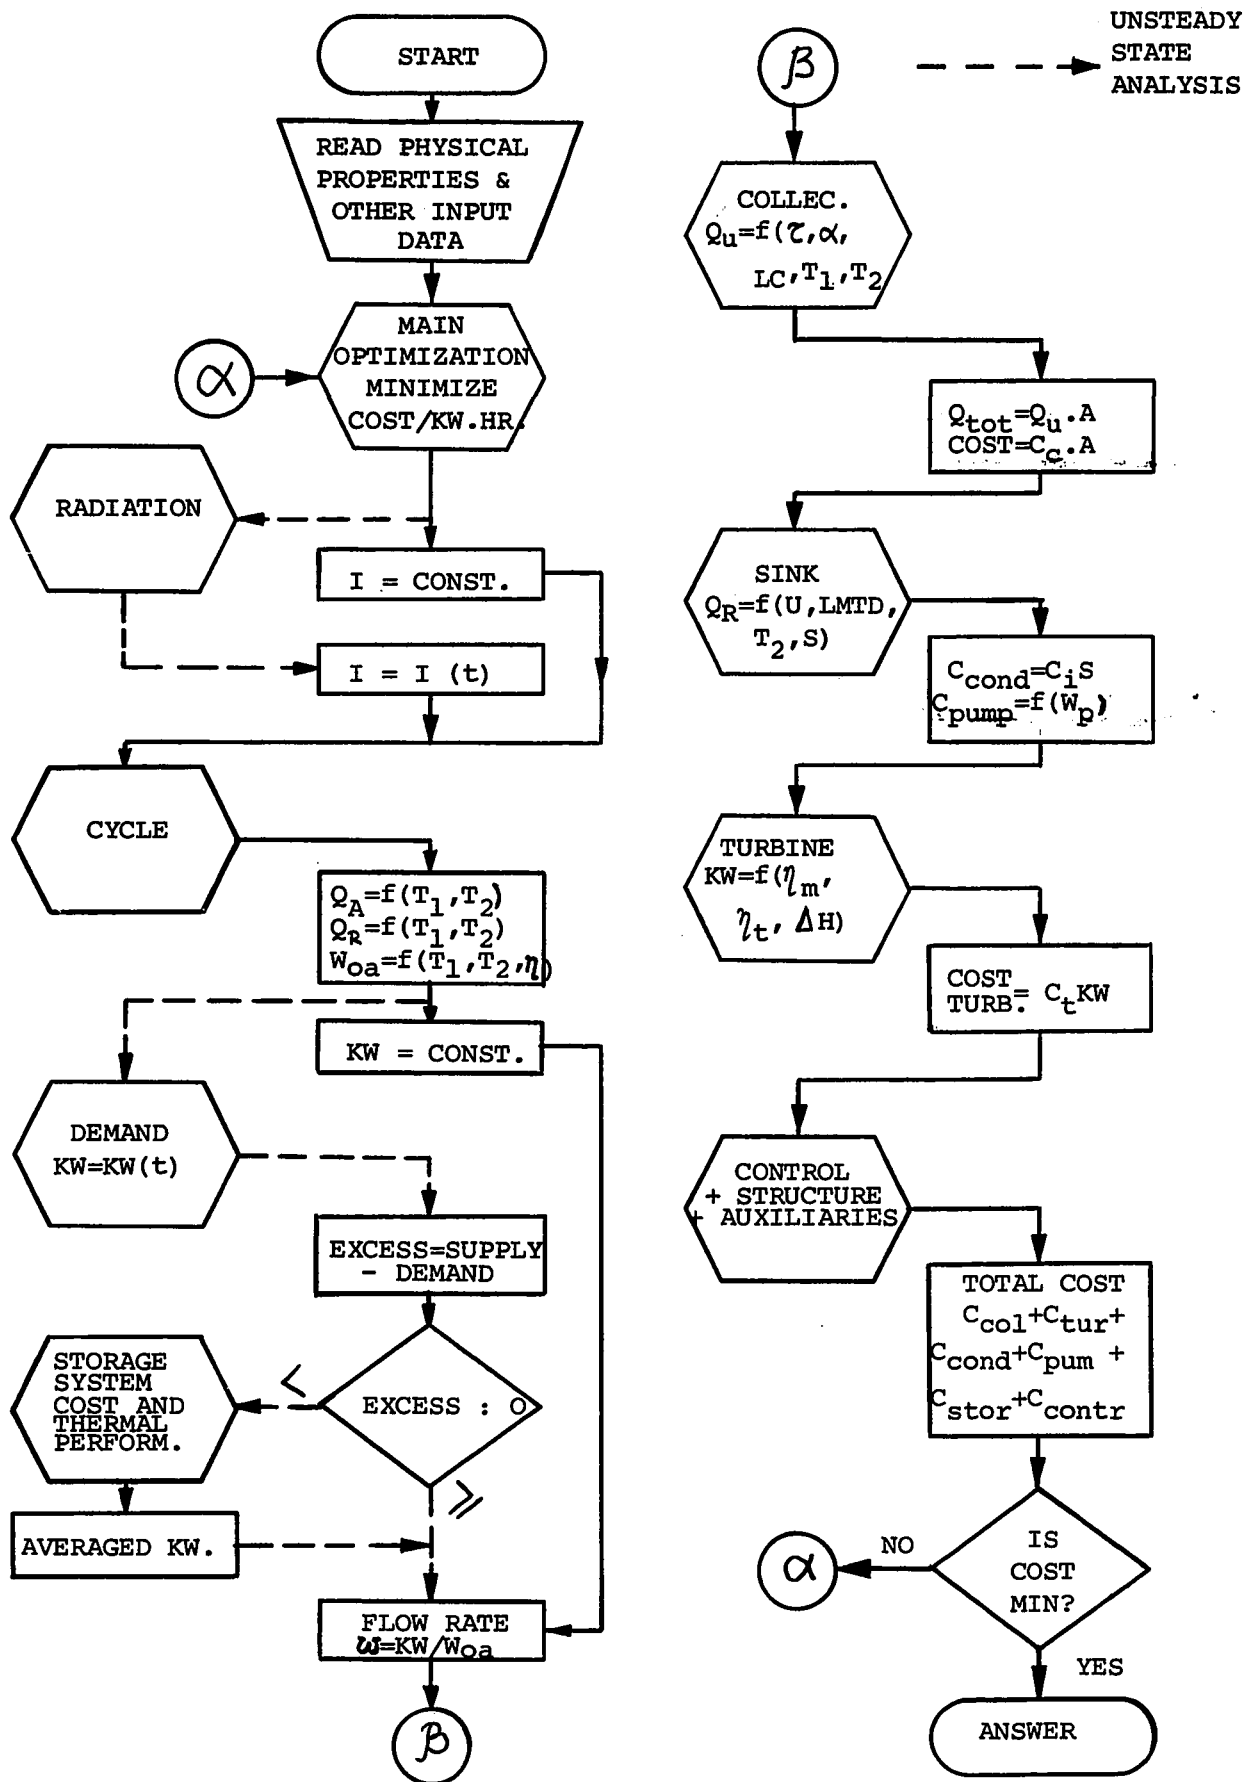 START
READ PHYSICAL
PROPERTIES &
OTHER INPUT
DATA
α
MAIN
OPTIMIZATION
MINIMIZE
COST/KW.HR.
RADIATION
I = CONST.
I = I (t)
CYCLE
Q_A=f(T_1,T_2)
Q_R=f(T_1,T_2)
W_oa=f(T_1,T_2,η)
KW = CONST.
DEMAND
KW=KW(t)
EXCESS=SUPPLY
- DEMAND
STORAGE
SYSTEM
COST AND
THERMAL
PERFORM.
<
EXCESS : O
≥
AVERAGED KW.
FLOW RATE
ω=KW/W_oa
β
β
UNSTEADY
STATE
ANALYSIS
COLLEC.
Q_u=f(τ,α,
LC,T_1,T_2
Q_tot=Q_u.A
COST=C_c.A
SINK
Q_R=f(U,LMTD,
T_2,S)
C_cond=C_iS
C_pump=f(W_p)
TURBINE
KW=f(η_m,
η_t, ΔH)
COST
TURB.= C_tKW
CONTROL
+ STRUCTURE
+ AUXILIARIES
TOTAL COST
C_col+C_tur+
C_cond+C_pum +
C_stor+C_contr
α
NO
IS
COST
MIN?
YES
ANSWER